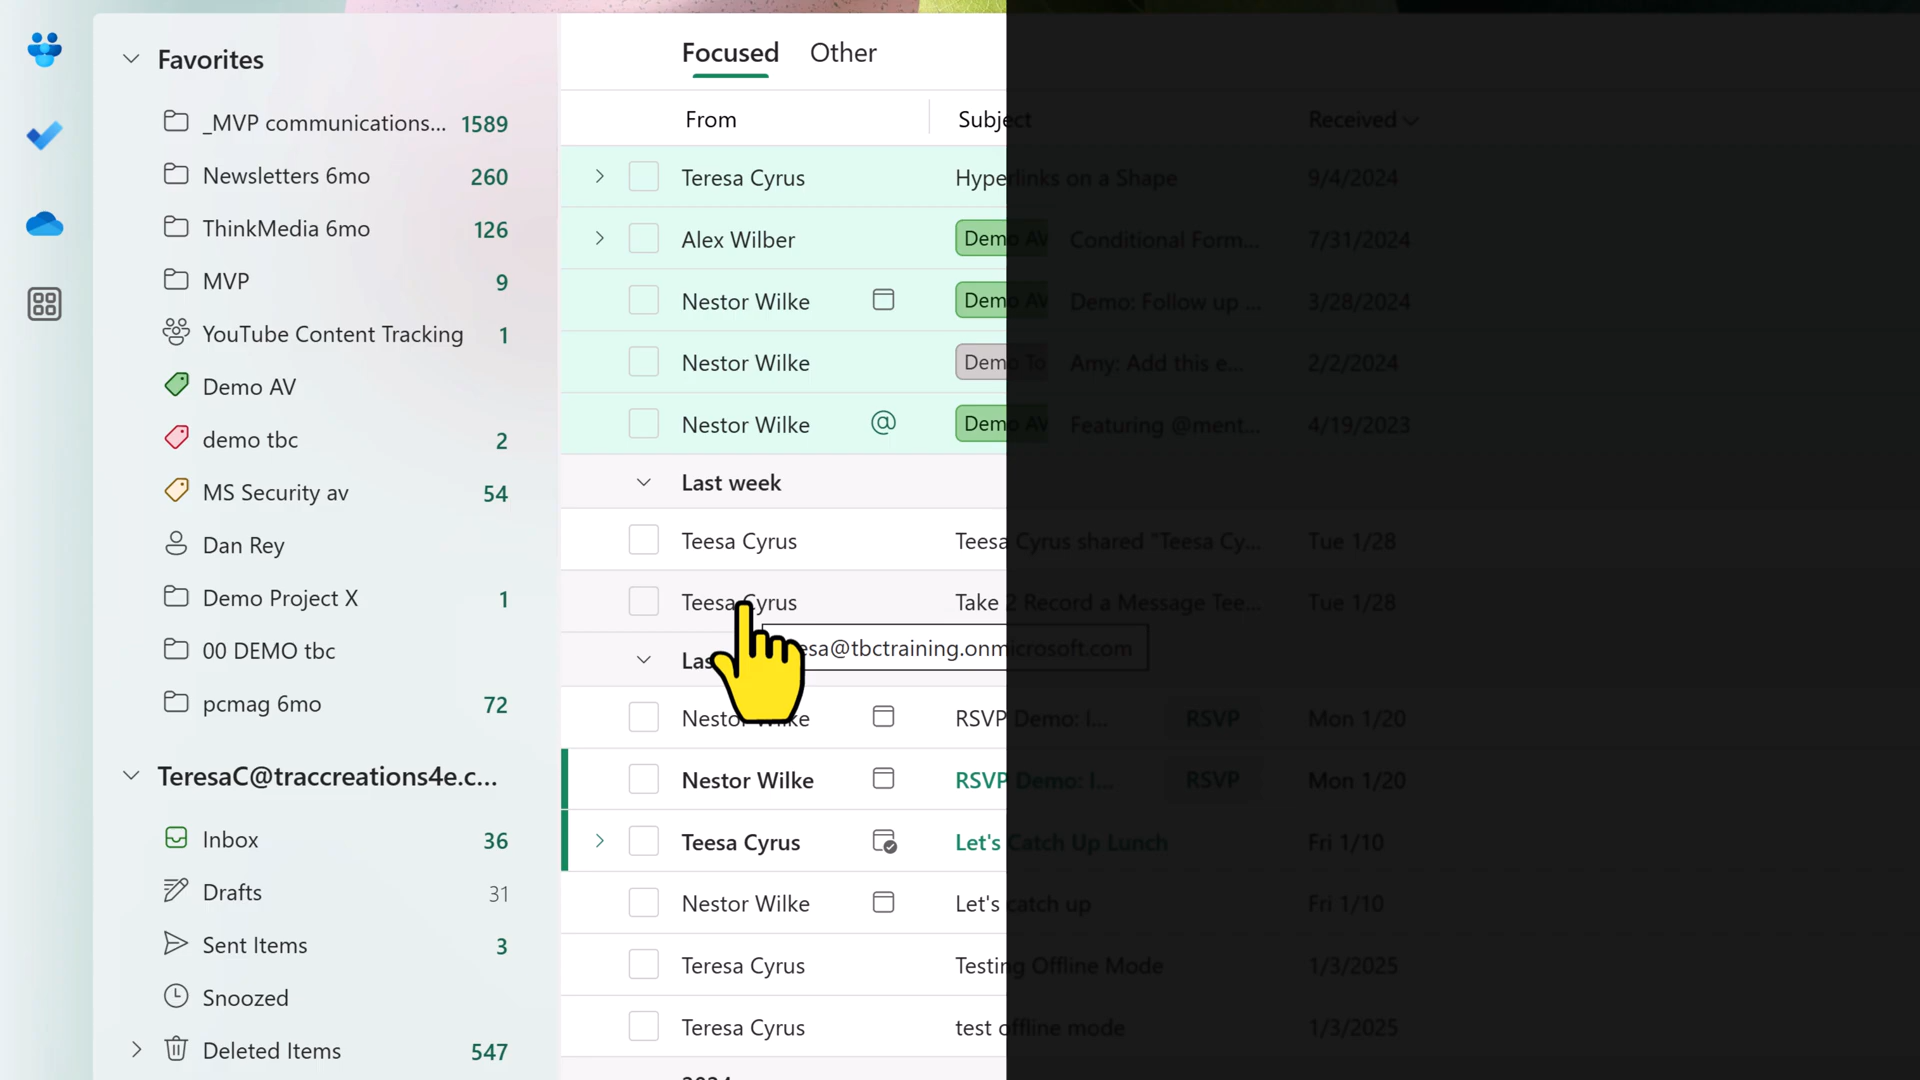 Favorites
_MVP communications... 1589
Newsletters 6mo 260
ThinkMedia 6mo 126
MVP 9
YouTube Content Tracking 1
Demo AV
demo tbc 2
MS Security av 54
Dan Rey
Demo Project X 1
00 DEMO tbc
pcmag 6mo 72
TeresaC@traccreations4e.c...
Inbox 36
Drafts 31
Sent Items 3
Snoozed
Deleted Items 547
Focused Other
From Subject Received
Teresa Cyrus Hyperlinks on a Shape 9/4/2024
Alex Wilber Demo AV Conditional Form... 7/31/2024
Nestor Wilke Demo AV Demo: Follow up ... 3/28/2024
Nestor Wilke Demo To Amy: Add this e... 2/2/2024
Nestor Wilke @ Demo AV Featuring @ment... 4/19/2023
Last week
Teesa Cyrus Teesa Cyrus shared "Teesa Cy... Tue 1/28
Teesa Cyrus Take 2 Record a Message Tee... Tue 1/28
esa@tbctraining.onmicrosoft.com
Nestor Wilke RSVP Demo: I... RSVP Mon 1/20
Nestor Wilke RSVP Demo: I... RSVP Mon 1/20
Teesa Cyrus Let's Catch Up Lunch Fri 1/10
Nestor Wilke Let's catch up Fri 1/10
Teresa Cyrus Testing Offline Mode 1/3/2025
Teresa Cyrus test offline mode 1/3/2025